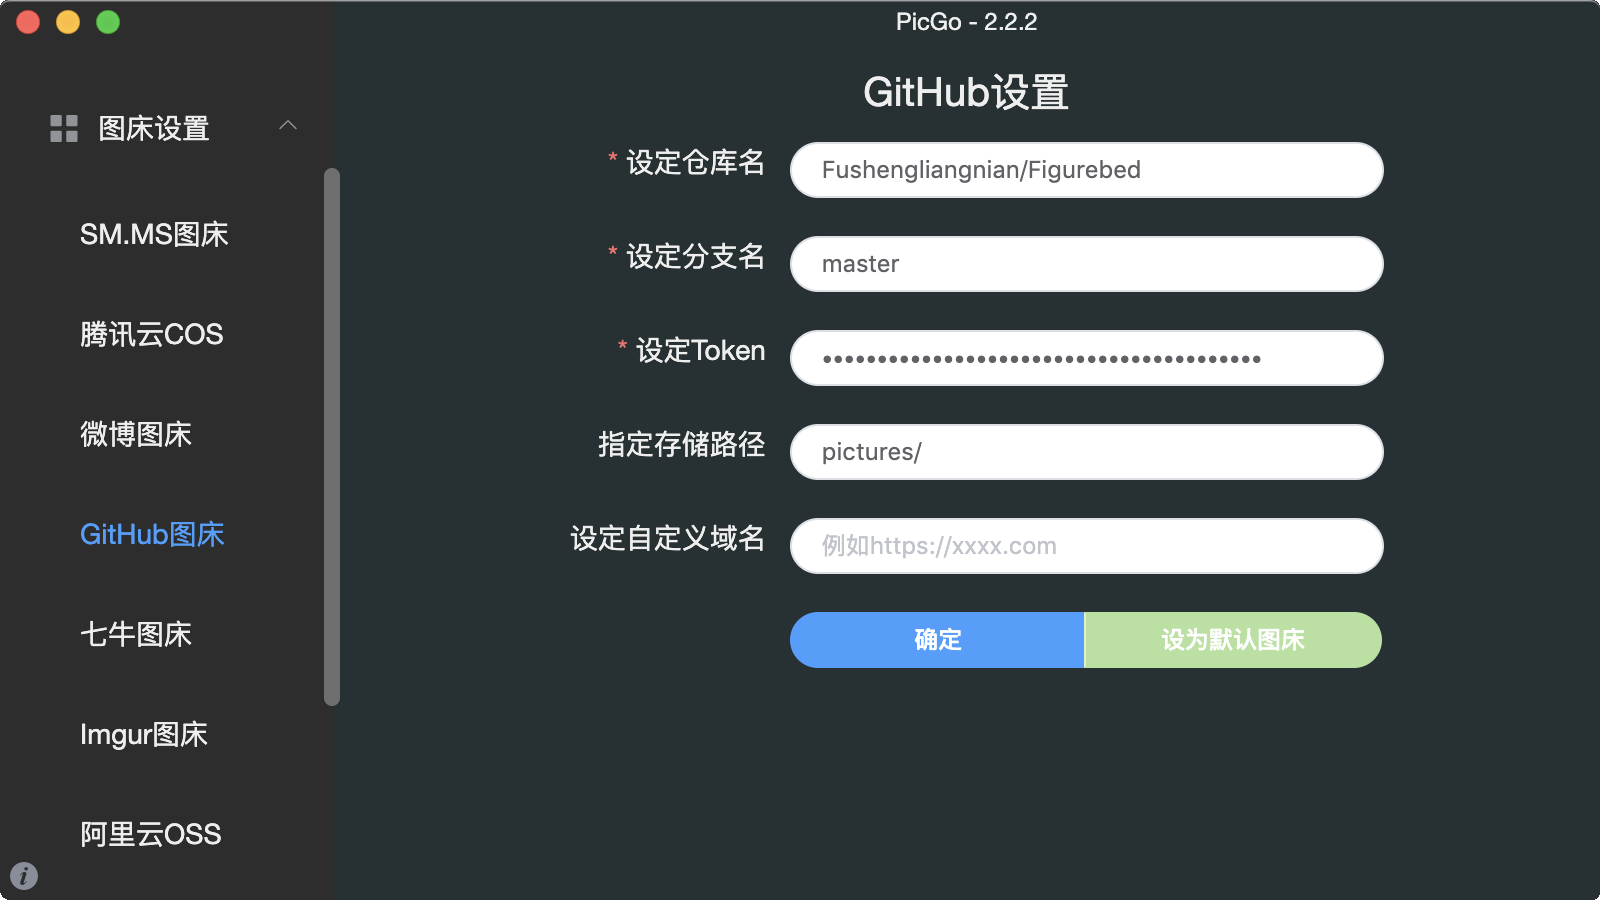 PicGo - 2.2.2
图床设置
SM.MS图床
腾讯云COS
微博图床
GitHub图床
七牛图床
Imgur图床
阿里云OSS
GitHub设置
* 设定仓库名
Fushengliangnian/Figurebed
* 设定分支名
master
* 设定Token
••••••••••••••••••••••••••••••••••••••••
指定存储路径
pictures/
设定自定义域名
例如https://xxxx.com
确定
设为默认图床